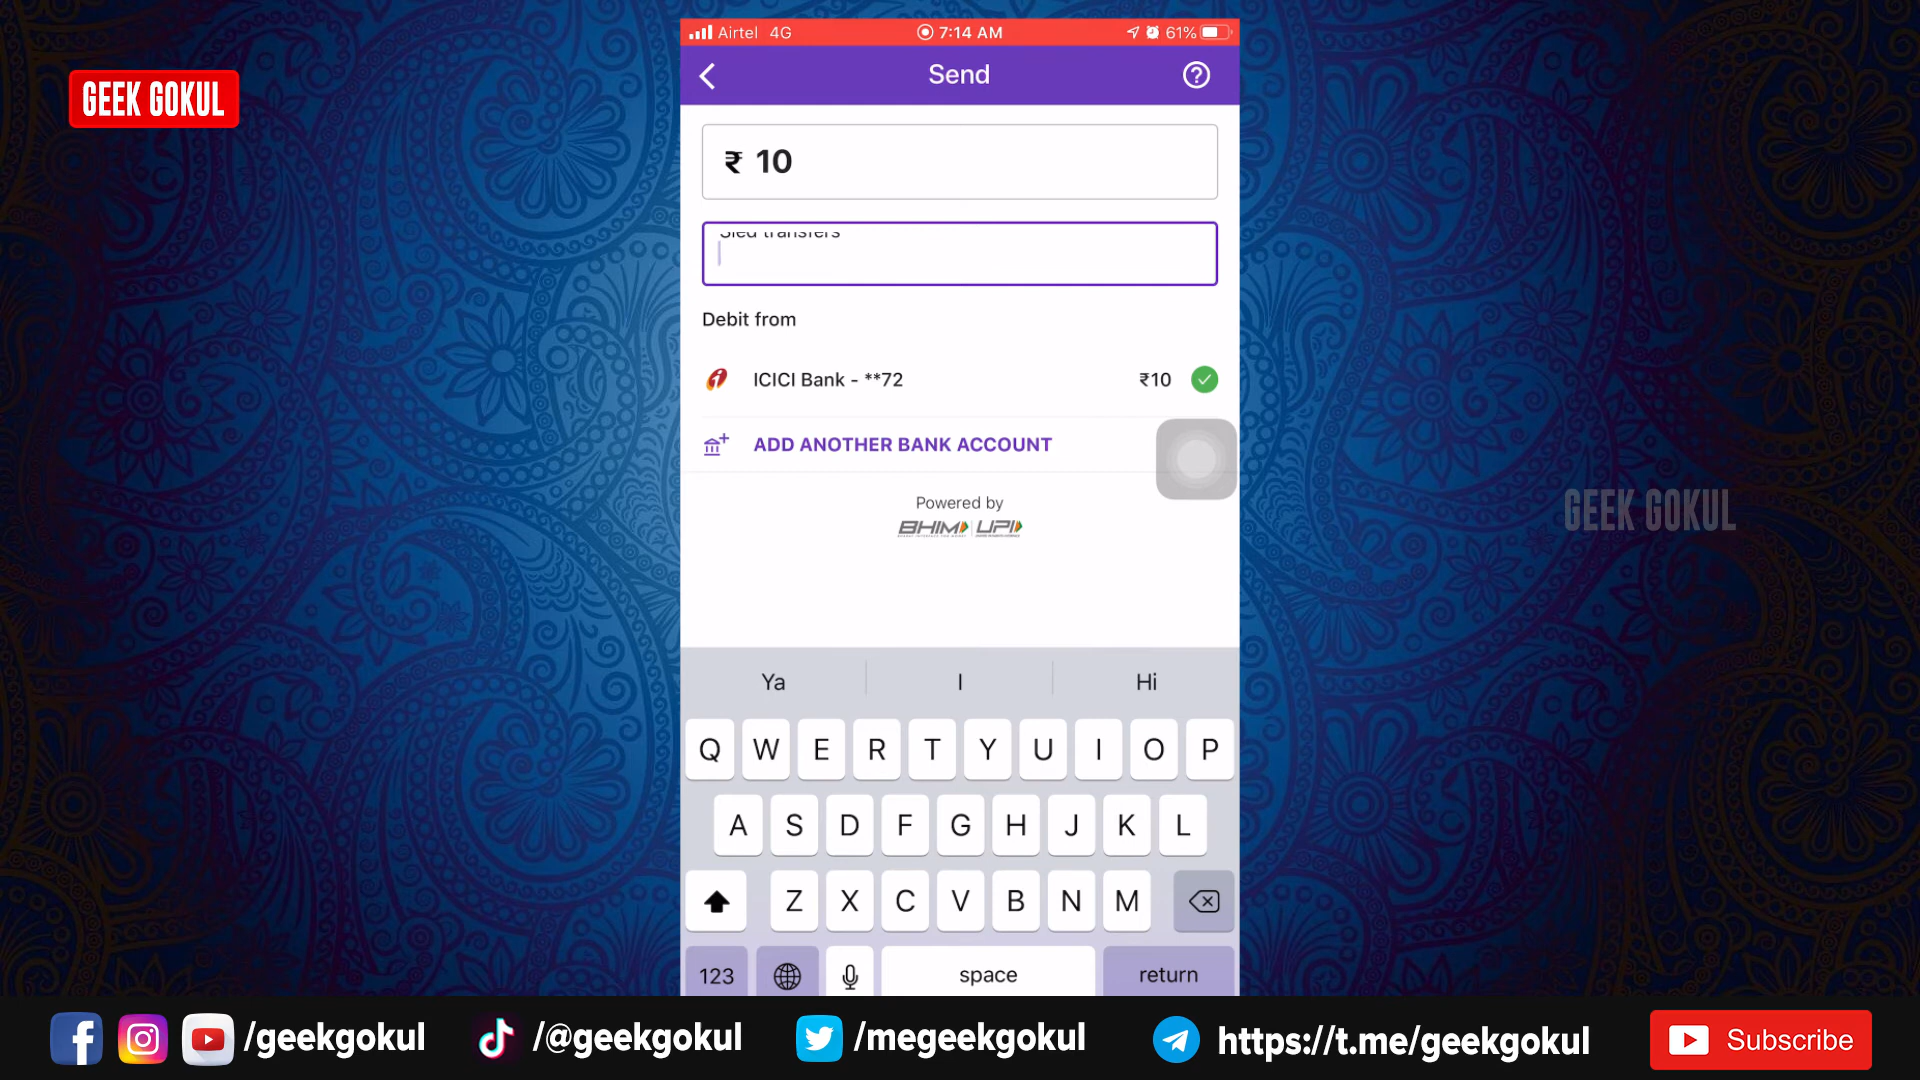 Airtel 4G 7:14 AM 61%
GEEK GOKUL
Send
₹ 10
transfers
Debit from
ICICI Bank - **72 ₹10
ADD ANOTHER BANK ACCOUNT
Powered by
BHIM UPI
GEEK GOKUL
Ya I Hi
Q W E R T Y U I O P
A S D F G H J K L
Z X C V B N M
123 space return
/geekgokul /@geekgokul /megeekgokul https://t.me/geekgokul Subscribe